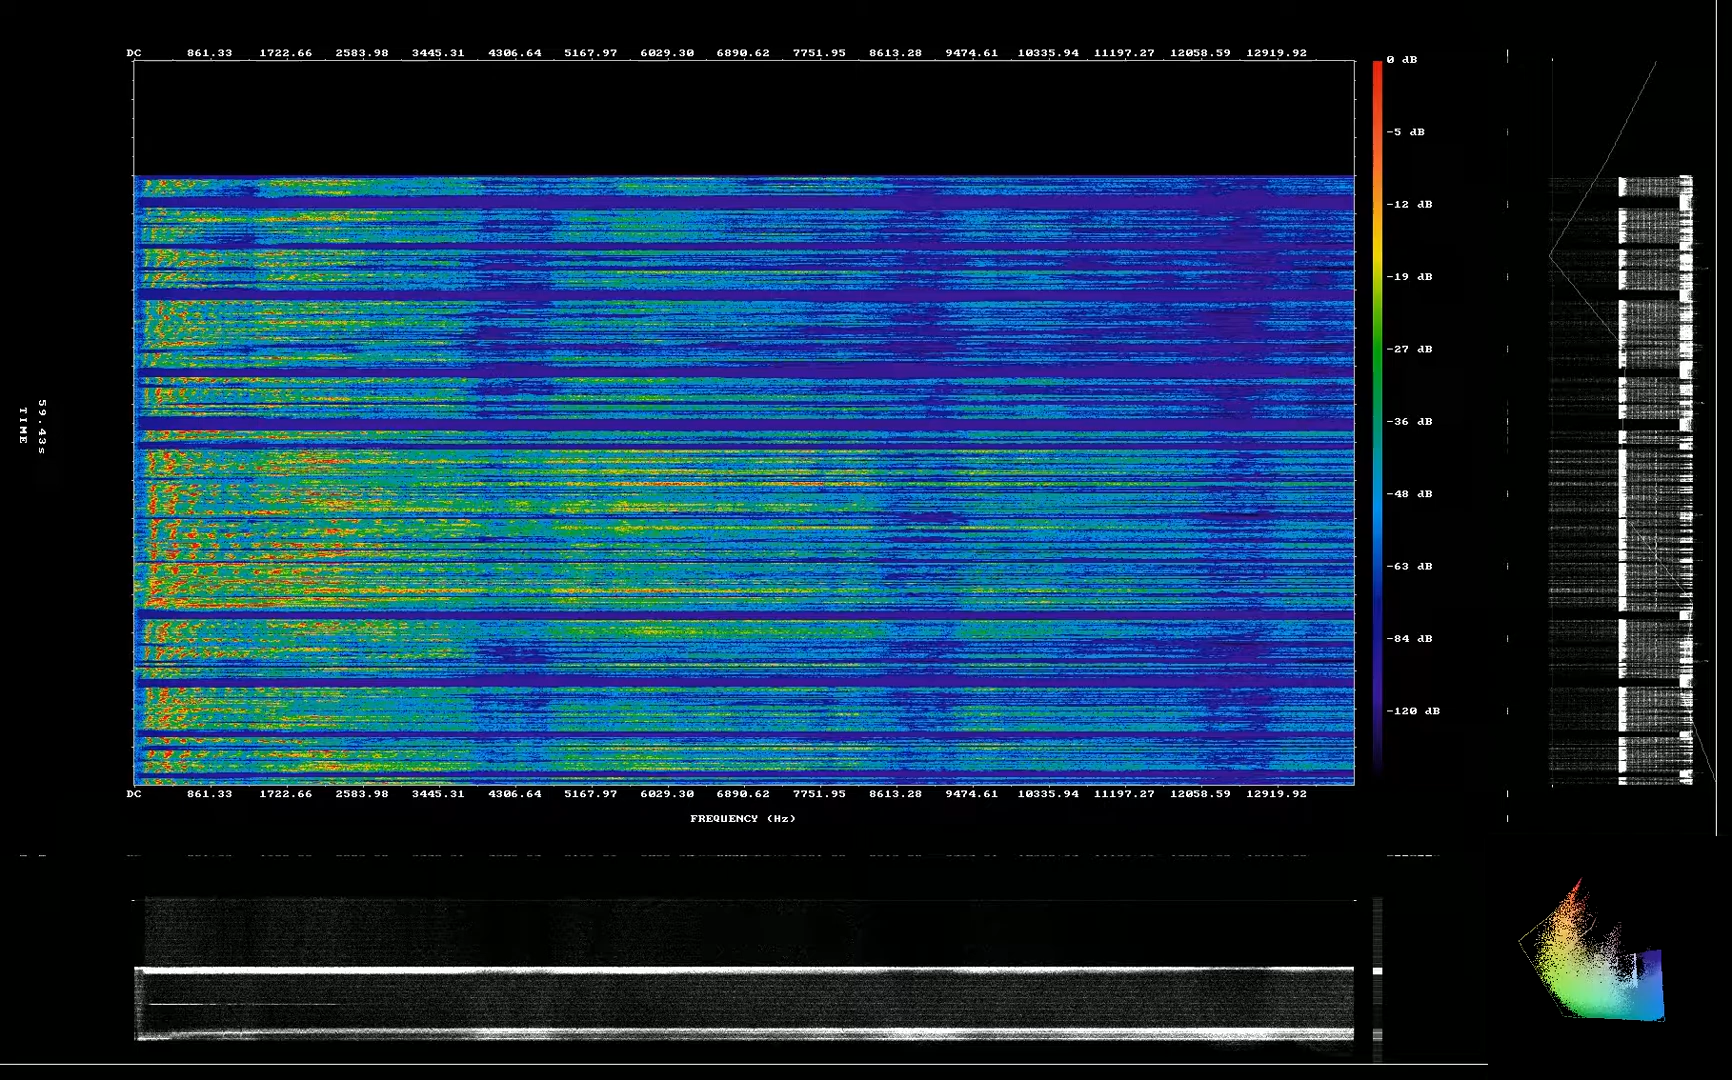 DC 861.33 1722.66 2583.98 3445.31 4306.64 5167.97 6029.30 6890.62 7751.95 8613.28 9474.61 10335.94 11197.27 12058.59 12919.92
0 dB
-5 dB
-12 dB
-19 dB
-27 dB
-36 dB
-48 dB
-63 dB
-84 dB
-120 dB
59.43s
TIME
DC 861.33 1722.66 2583.98 3445.31 4306.64 5167.97 6029.30 6890.62 7751.95 8613.28 9474.61 10335.94 11197.27 12058.59 12919.92
FREQUENCY (Hz)